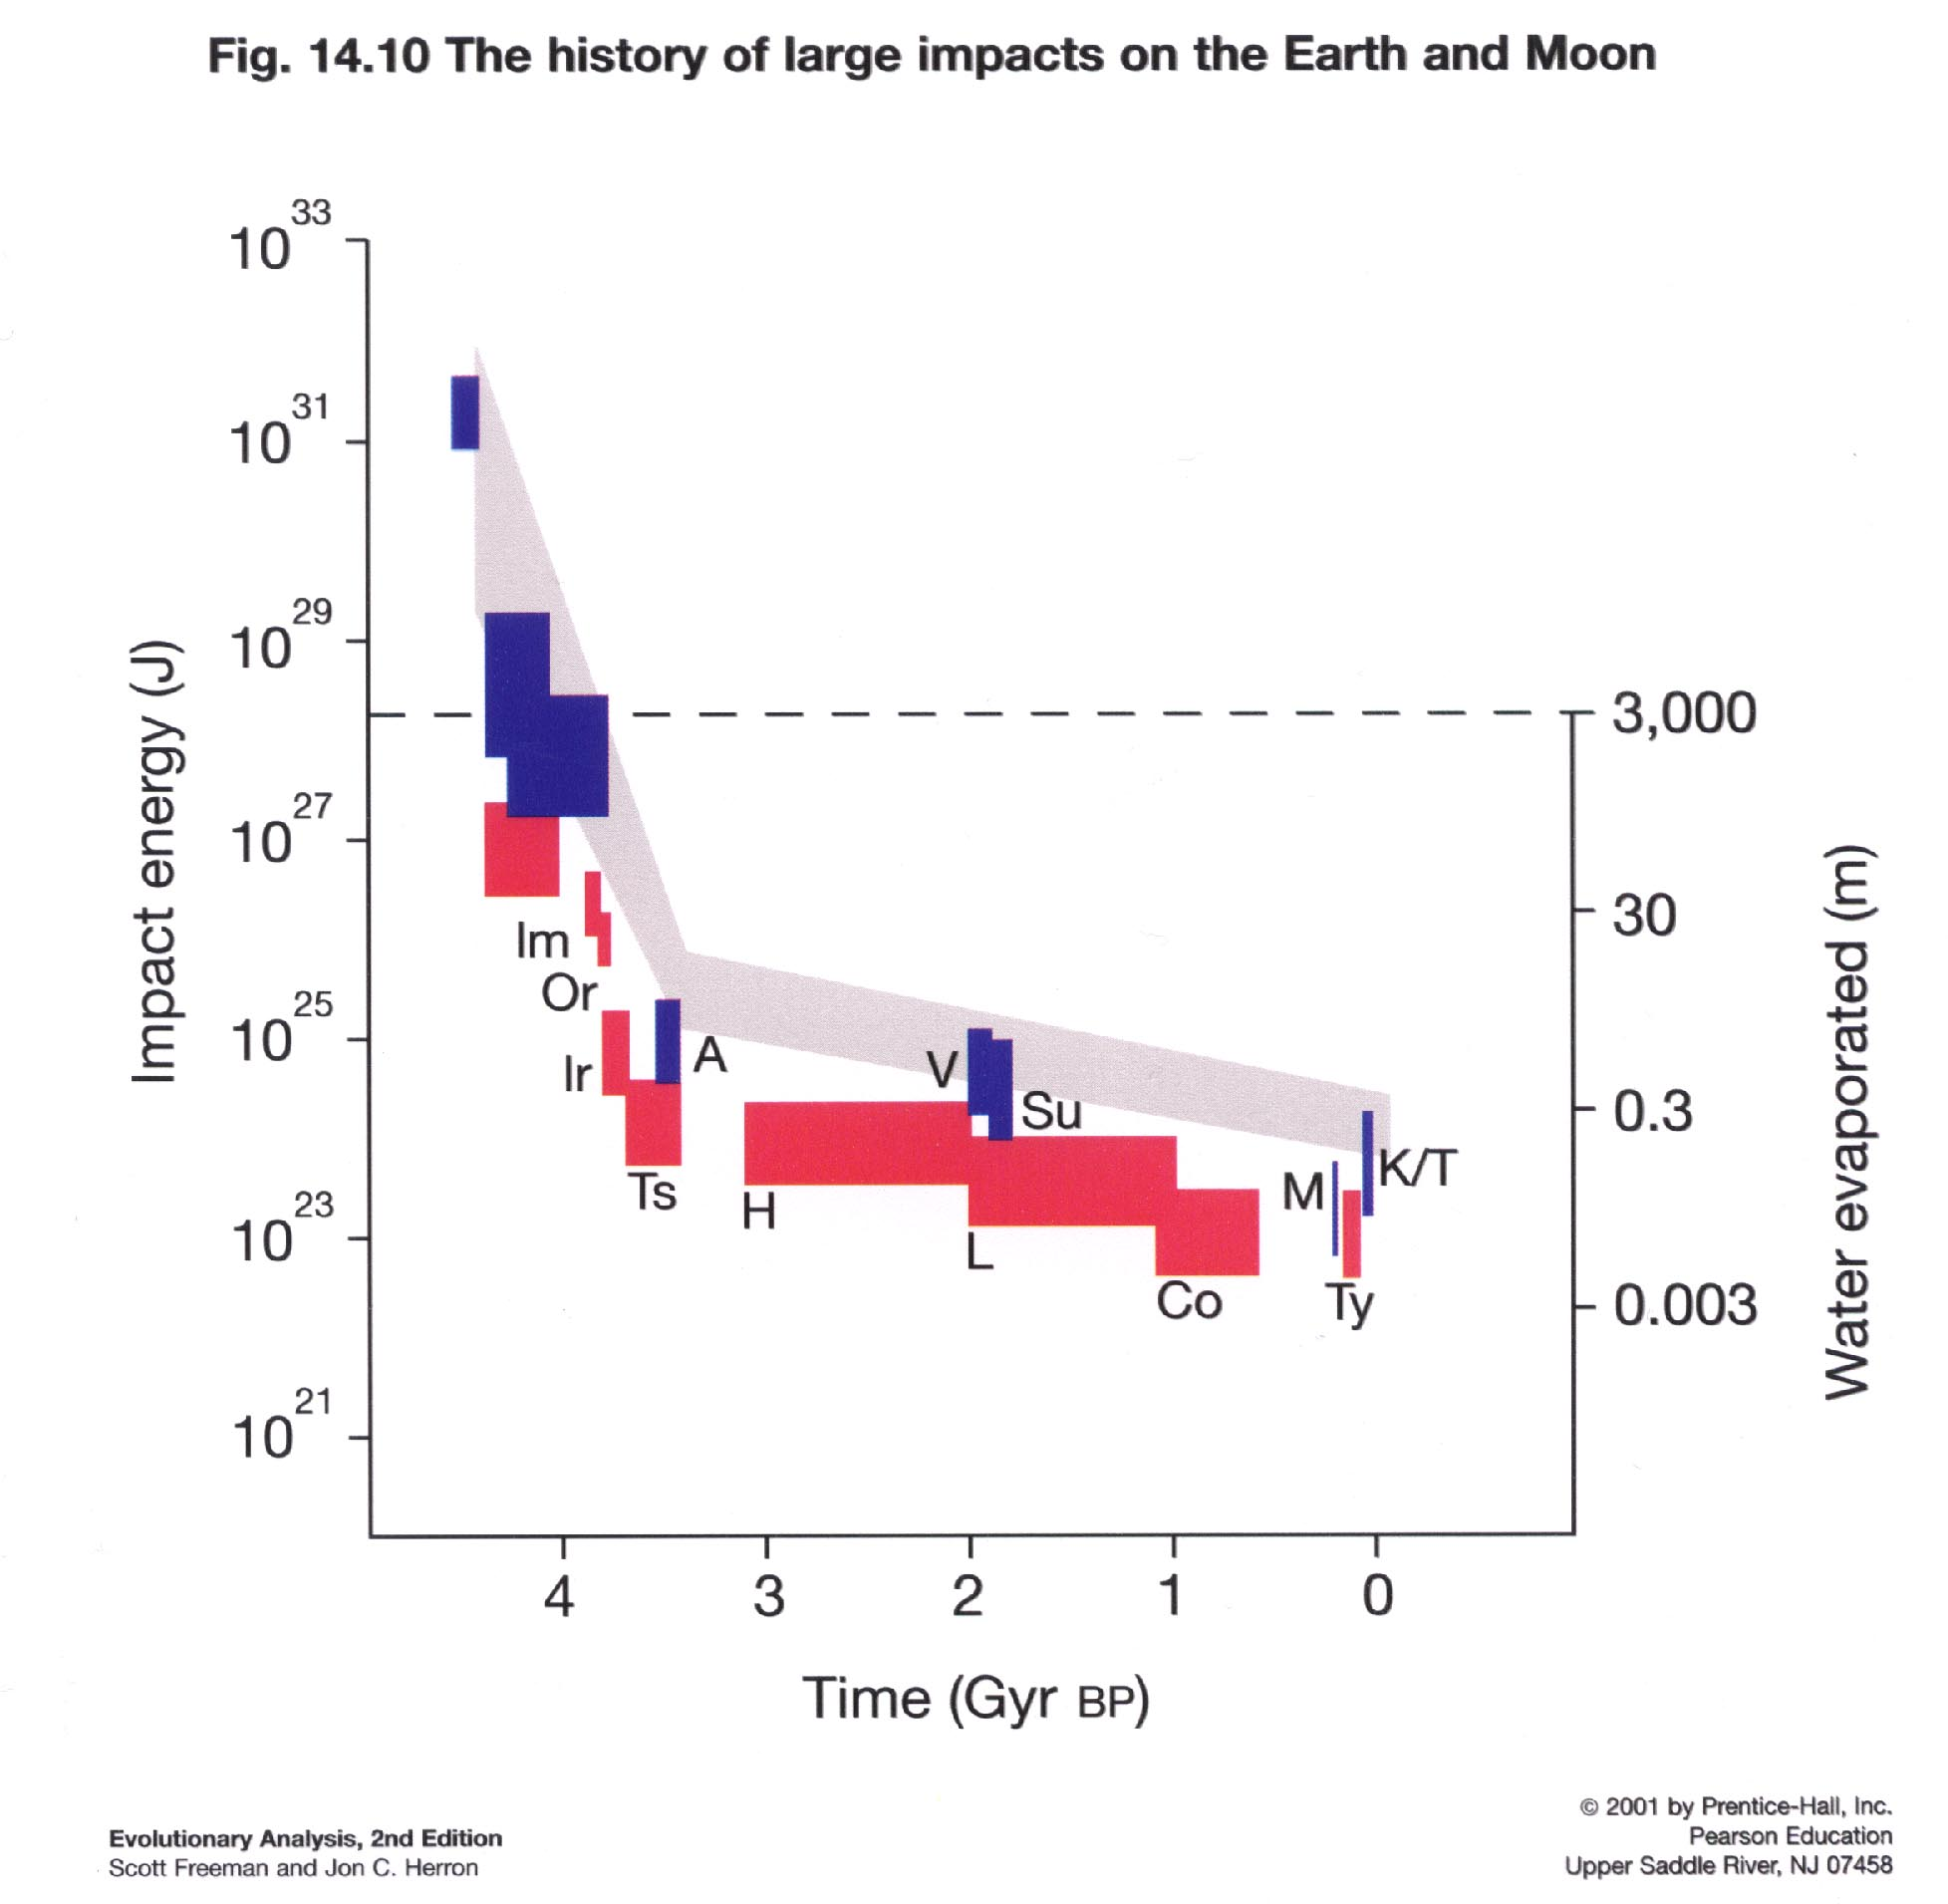 Fig. 14.10 The history of large impacts on the Earth and Moon
10^33
10^31
10^29
10^27
10^25
10^23
10^21
Impact energy (J)
3,000
30
0.3
0.003
Water evaporated (m)
Im
Or
Ir
A
Ts
H
V
Su
L
Co
M
K/T
Ty
4 3 2 1 0
Time (Gyr BP)
Evolutionary Analysis, 2nd Edition
Scott Freeman and Jon C. Herron
© 2001 by Prentice-Hall, Inc.
Pearson Education
Upper Saddle River, NJ 07458